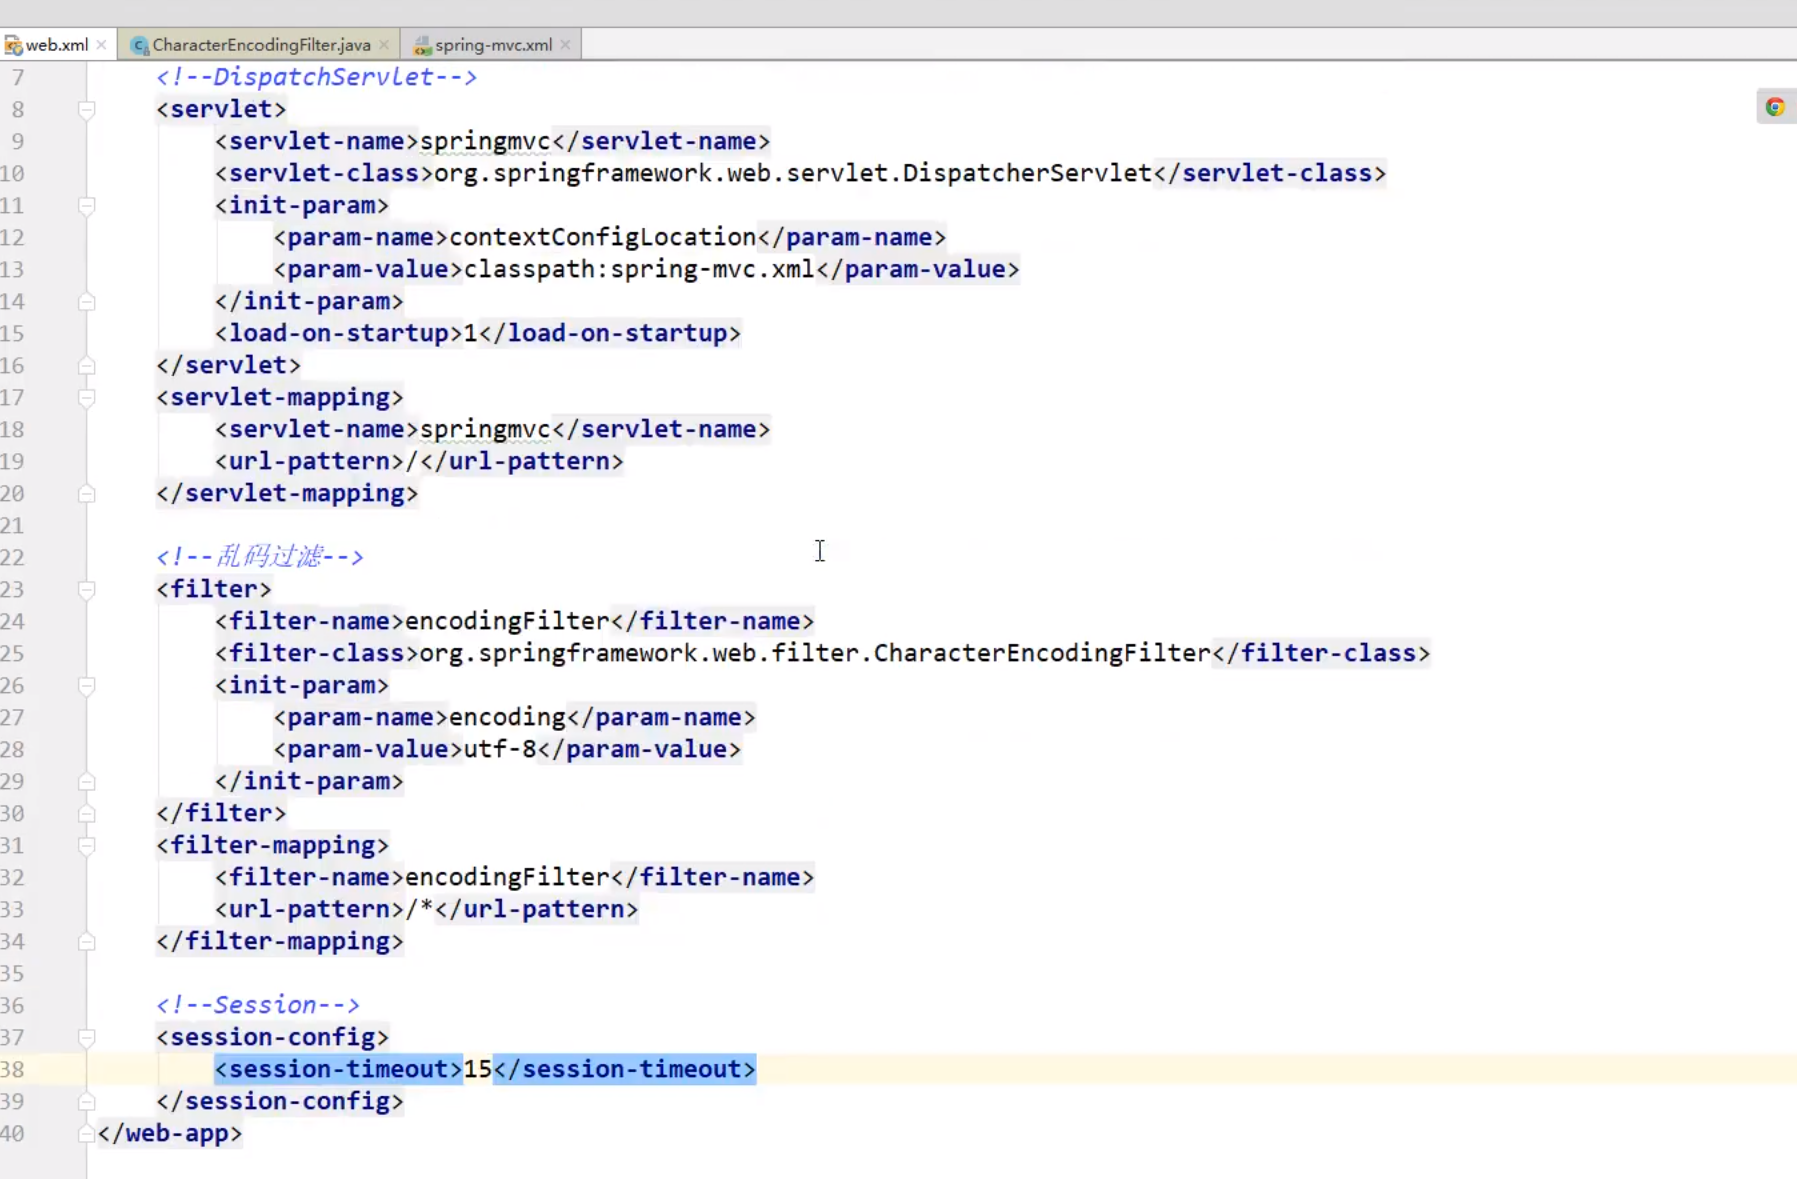 web.xml
CharacterEncodingFilter.java
spring-mvc.xml
7 <!--DispatchServlet-->
8 <servlet>
9 <servlet-name>springmvc</servlet-name>
10 <servlet-class>org.springframework.web.servlet.DispatcherServlet</servlet-class>
11 <init-param>
12 <param-name>contextConfigLocation</param-name>
13 <param-value>classpath:spring-mvc.xml</param-value>
14 </init-param>
15 <load-on-startup>1</load-on-startup>
16 </servlet>
17 <servlet-mapping>
18 <servlet-name>springmvc</servlet-name>
19 <url-pattern>/</url-pattern>
20 </servlet-mapping>
21
22 <!--乱码过滤-->
23 <filter>
24 <filter-name>encodingFilter</filter-name>
25 <filter-class>org.springframework.web.filter.CharacterEncodingFilter</filter-class>
26 <init-param>
27 <param-name>encoding</param-name>
28 <param-value>utf-8</param-value>
29 </init-param>
30 </filter>
31 <filter-mapping>
32 <filter-name>encodingFilter</filter-name>
33 <url-pattern>/*</url-pattern>
34 </filter-mapping>
35
36 <!--Session-->
37 <session-config>
38 <session-timeout>15</session-timeout>
39 </session-config>
40 </web-app>